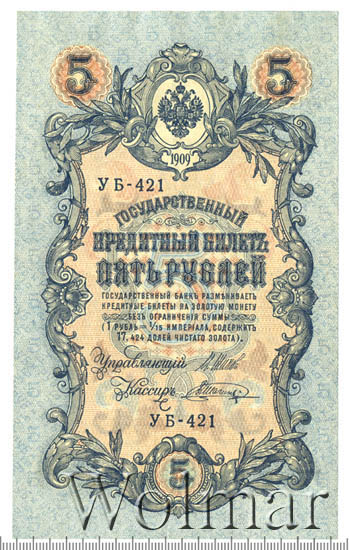 5 5
1909
УБ-421
ГОСУДАРСТВЕННЫЙ
КРЕДИТНЫЙ БИЛЕТЪ
ПЯТЬ РУБЛЕЙ
ГОСУДАРСТВЕННЫЙ БАНКЪ РАЗМѢНИВАЕТЪ
КРЕДИТНЫЕ БИЛЕТЫ НА ЗОЛОТУЮ МОНЕТУ
БЕЗЪ ОГРАНИЧЕНІЯ СУММЫ
(1 РУБЛЬ = 1/15 ИМПЕРІАЛА, СОДЕРЖИТЪ
17,424 ДОЛЕЙ ЧИСТАГО ЗОЛОТА).
Управляющій
Кассиръ
УБ-421
5
Wolmar